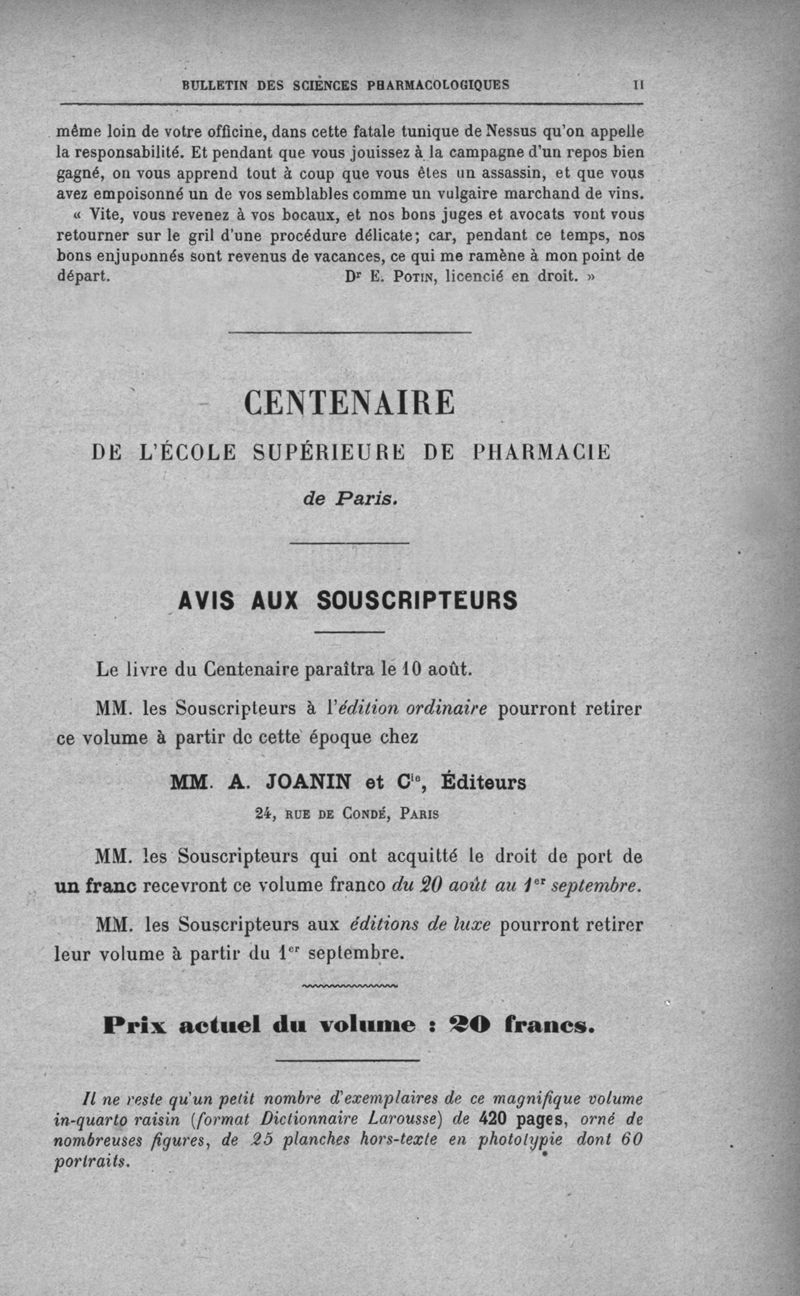 BULLETIN DES SCIENCES PHARMACOLOGIQUES II
même loin de votre officine, dans cette fatale tunique de Nessus qu'on appelle
la responsabilité. Et pendant que vous jouissez à la campagne d'un repos bien
gagné, on vous apprend tout à coup que vous êtes un assassin, et que vous
avez empoisonné un de vos semblables comme un vulgaire marchand de vins.
« Vite, vous revenez à vos bocaux, et nos bons juges et avocats vont vous
retourner sur le gril d'une procédure délicate; car, pendant ce temps, nos
bons enjuponnés sont revenus de vacances, ce qui me ramène à mon point de
départ. Dr E. POTIN, licencié en droit. »
CENTENAIRE
DE L'ÉCOLE SUPÉRIEURE DE PHARMACIE
de Paris.
AVIS AUX SOUSCRIPTEURS
Le livre du Centenaire paraîtra le 10 août.
MM. les Souscripteurs à l'édition ordinaire pourront retirer
ce volume à partir de cette époque chez
MM. A. JOANIN et Cie, Éditeurs
24, RUE DE CONDÉ, PARIS
MM. les Souscripteurs qui ont acquitté le droit de port de
un franc recevront ce volume franco du 20 août au 1er septembre.
MM. les Souscripteurs aux éditions de luxe pourront retirer
leur volume à partir du 1er septembre.
Prix actuel du volume : 20 francs.
Il ne reste qu'un petit nombre d'exemplaires de ce magnifique volume
in-quarto raisin (format Dictionnaire Larousse) de 420 pages, orné de
nombreuses figures, de 25 planches hors-texte en phototypie dont 60
portraits.